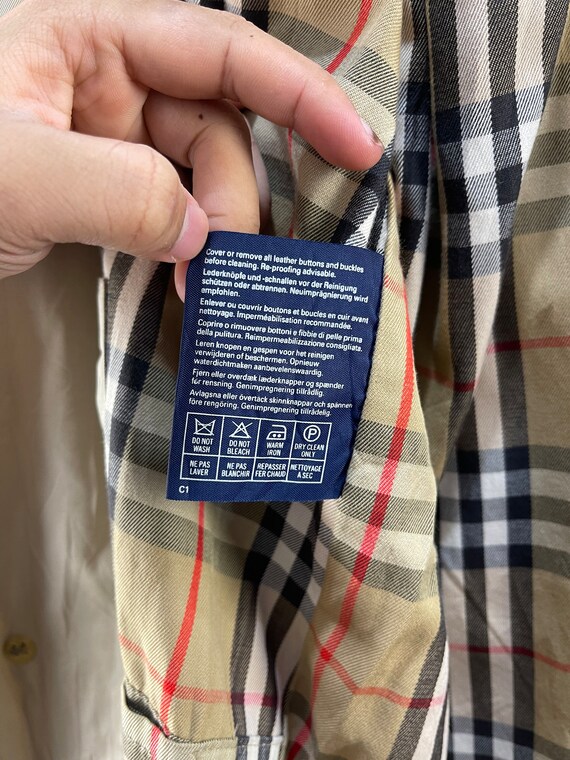 Cover or remove all leather buttons and buckles
before cleaning. Re-proofing advisable.
Lederknöpfe und -schnallen vor der Reinigung
schützen oder abtrennen. Neuimprägnierung wird
empfohlen.
Enlever ou couvrir boutons et boucles en cuir avant
nettoyage. Imperméabilisation recommandée.
Coprire o rimuovere bottoni e fibbie di pelle prima
della pulitura. Reimpermeabilizzazione consigliata.
Leren knopen en gespen voor het reinigen
verwijderen of beschermen. Opnieuw
waterdichtmaken aanbevelenswaardig.
Fjern eller overdæk læderknapper og spænder
før rensning. Genimpregnering tillrådelig.
Avlagsna eller övertäck skinnknappar och spännen
före rengöring. Genimpregnering tillrådlig.
DO NOT WASH DO NOT BLEACH WARM IRON P DRY CLEAN ONLY
NE PAS LAVER NE PAS BLANCHIR REPASSER FER CHAUD NETTOYAGE A SEC
C1